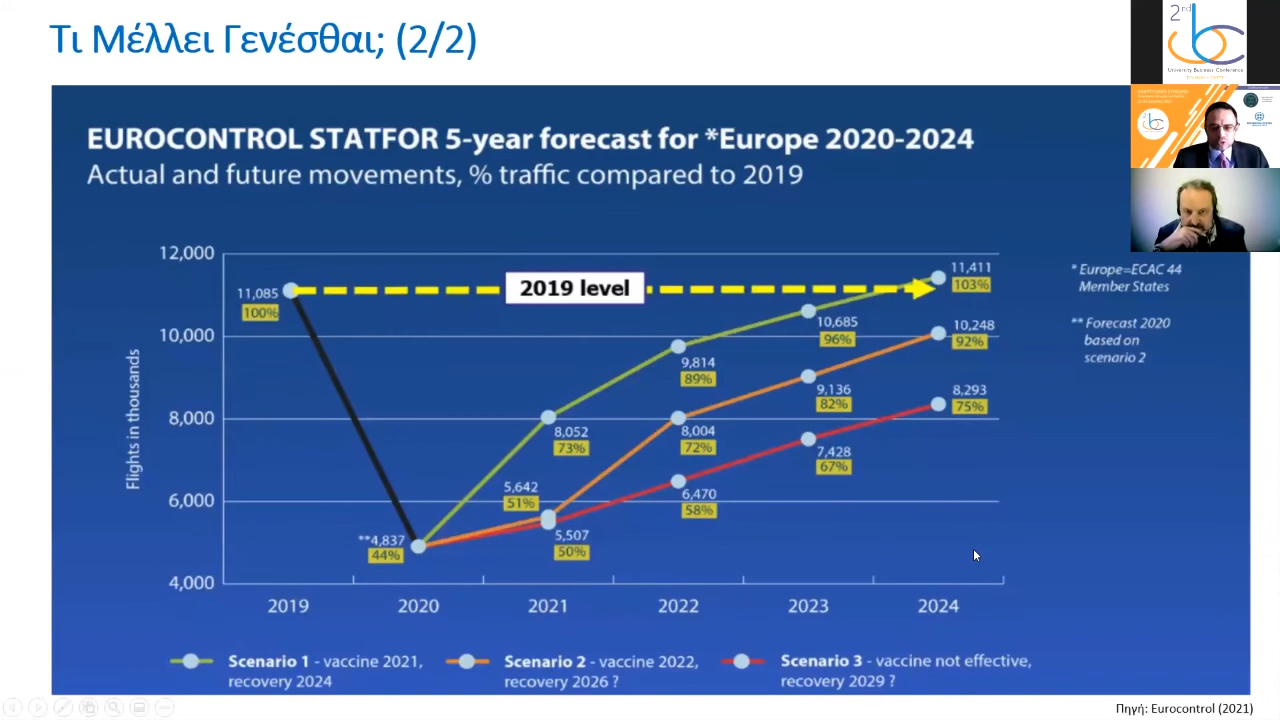 Τι Μέλλει Γενέσθαι; (2/2)
2nd
University Business Conference
EUROCONTROL STATFOR 5-year forecast for *Europe 2020-2024
Actual and future movements, % traffic compared to 2019
Flights in thousands
12,000
10,000
8,000
6,000
4,000
2019 level
11,085
100%
**4,837
44%
8,052
73%
9,814
89%
10,685
96%
11,411
103%
5,642
51%
8,004
72%
9,136
82%
10,248
92%
5,507
50%
6,470
58%
7,428
67%
8,293
75%
2019 2020 2021 2022 2023 2024
* Europe=ECAC 44
Member States
** Forecast 2020
based on
scenario 2
Scenario 1 - vaccine 2021,
recovery 2024
Scenario 2 - vaccine 2022,
recovery 2026 ?
Scenario 3 - vaccine not effective,
recovery 2029 ?
Πηγή: Eurocontrol (2021)